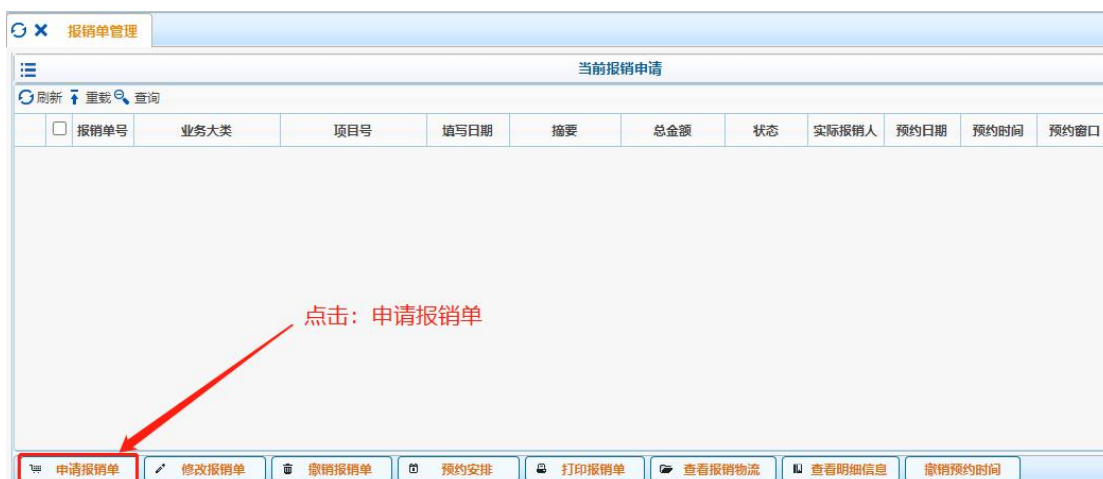 报销单管理
当前报销申请
刷新 重载 查询
报销单号 业务大类 项目号 填写日期 摘要 总金额 状态 实际报销人 预约日期 预约时间 预约窗口
点击：申请报销单
申请报销单 修改报销单 撤销报销单 预约安排 打印报销单 查看报销物流 查看明细信息 撤销预约时间